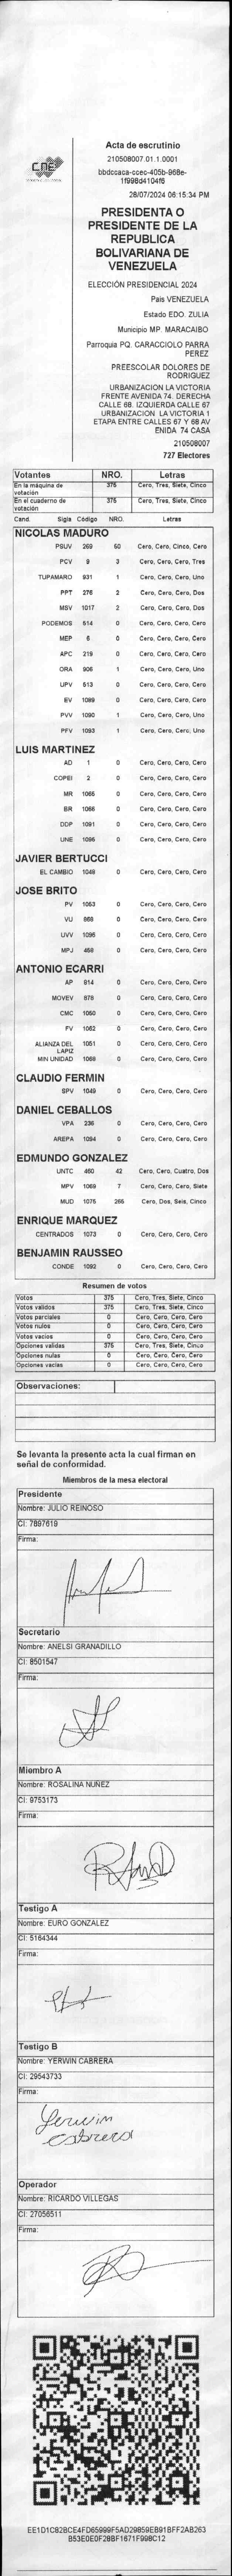 CNE
Acta de escrutinio
210508007.01.1.0001
bbdccaca-ccec-405b-968e-
1f998d4104f6
28/07/2024 06:15:34 PM
PRESIDENTA O
PRESIDENTE DE LA
REPUBLICA
BOLIVARIANA DE
VENEZUELA
ELECCIÓN PRESIDENCIAL 2024
País VENEZUELA
Estado EDO. ZULIA
Municipio MP. MARACAIBO
Parroquia PQ. CARACCIOLO PARRA
PEREZ
PREESCOLAR DOLORES DE
RODRIGUEZ
URBANIZACION LA VICTORIA
FRENTE AVENIDA 74. DERECHA
CALLE 68. IZQUIERDA CALLE 67
URBANIZACION LA VICTORIA 1
ETAPA ENTRE CALLES 67 Y 68 AV
ENIDA 74 CASA
210508007
727 Electores
Votantes NRO. Letras
En la máquina de votación 375 Cero, Tres, Siete, Cinco
En el cuaderno de votación 375 Cero, Tres, Siete, Cinco
Cand. Sigla Código NRO. Letras
NICOLAS MADURO
PSUV 269 50 Cero, Cero, Cinco, Cero
PCV 9 3 Cero, Cero, Cero, Tres
TUPAMARO 931 1 Cero, Cero, Cero, Uno
PPT 276 2 Cero, Cero, Cero, Dos
MSV 1017 2 Cero, Cero, Cero, Dos
PODEMOS 514 0 Cero, Cero, Cero, Cero
MEP 6 0 Cero, Cero, Cero, Cero
APC 219 0 Cero, Cero, Cero, Cero
ORA 906 1 Cero, Cero, Cero, Uno
UPV 513 0 Cero, Cero, Cero, Cero
EV 1089 0 Cero, Cero, Cero, Cero
PVV 1090 1 Cero, Cero, Cero, Uno
PFV 1093 1 Cero, Cero, Cero, Uno
LUIS MARTINEZ
AD 1 0 Cero, Cero, Cero, Cero
COPEI 2 0 Cero, Cero, Cero, Cero
MR 1065 0 Cero, Cero, Cero, Cero
BR 1066 0 Cero, Cero, Cero, Cero
DDP 1091 0 Cero, Cero, Cero, Cero
UNE 1096 0 Cero, Cero, Cero, Cero
JAVIER BERTUCCI
EL CAMBIO 1048 0 Cero, Cero, Cero, Cero
JOSE BRITO
PV 1053 0 Cero, Cero, Cero, Cero
VU 868 0 Cero, Cero, Cero, Cero
UVV 1095 0 Cero, Cero, Cero, Cero
MPJ 468 0 Cero, Cero, Cero, Cero
ANTONIO ECARRI
AP 814 0 Cero, Cero, Cero, Cero
MOVEV 878 0 Cero, Cero, Cero, Cero
CMC 1050 0 Cero, Cero, Cero, Cero
FV 1062 0 Cero, Cero, Cero, Cero
ALIANZA DEL LAPIZ 1051 0 Cero, Cero, Cero, Cero
MIN UNIDAD 1068 0 Cero, Cero, Cero, Cero
CLAUDIO FERMIN
SPV 1049 0 Cero, Cero, Cero, Cero
DANIEL CEBALLOS
VPA 236 0 Cero, Cero, Cero, Cero
AREPA 1094 0 Cero, Cero, Cero, Cero
EDMUNDO GONZALEZ
UNTC 460 42 Cero, Cero, Cuatro, Dos
MPV 1069 7 Cero, Cero, Cero, Siete
MUD 1075 265 Cero, Dos, Seis, Cinco
ENRIQUE MARQUEZ
CENTRADOS 1073 0 Cero, Cero, Cero, Cero
BENJAMIN RAUSSEO
CONDE 1092 0 Cero, Cero, Cero, Cero
Resumen de votos
Votos 375 Cero, Tres, Siete, Cinco
Votos validos 375 Cero, Tres, Siete, Cinco
Votos parciales 0 Cero, Cero, Cero, Cero
Votos nulos 0 Cero, Cero, Cero, Cero
Votos vacios 0 Cero, Cero, Cero, Cero
Opciones validas 375 Cero, Tres, Siete, Cinco
Opciones nulas 0 Cero, Cero, Cero, Cero
Opciones vacias 0 Cero, Cero, Cero, Cero
Observaciones:
Se levanta la presente acta la cual firman en
señal de conformidad.
Miembros de la mesa electoral
Presidente
Nombre: JULIO REINOSO
CI: 7897619
Firma:
Secretario
Nombre: ANELSI GRANADILLO
CI: 8501547
Firma:
Miembro A
Nombre: ROSALINA NUNEZ
CI: 9753173
Firma:
Testigo A
Nombre: EURO GONZALEZ
CI: 5164344
Firma:
Testigo B
Nombre: YERWIN CABRERA
CI: 29543733
Firma:
Yerwin
Cabrera
Operador
Nombre: RICARDO VILLEGAS
CI: 27056511
Firma:
EE1D1C82BCE4FD65999F5AD29859EB91BFF2AB263
B53E0E0F28BF1671F998C12